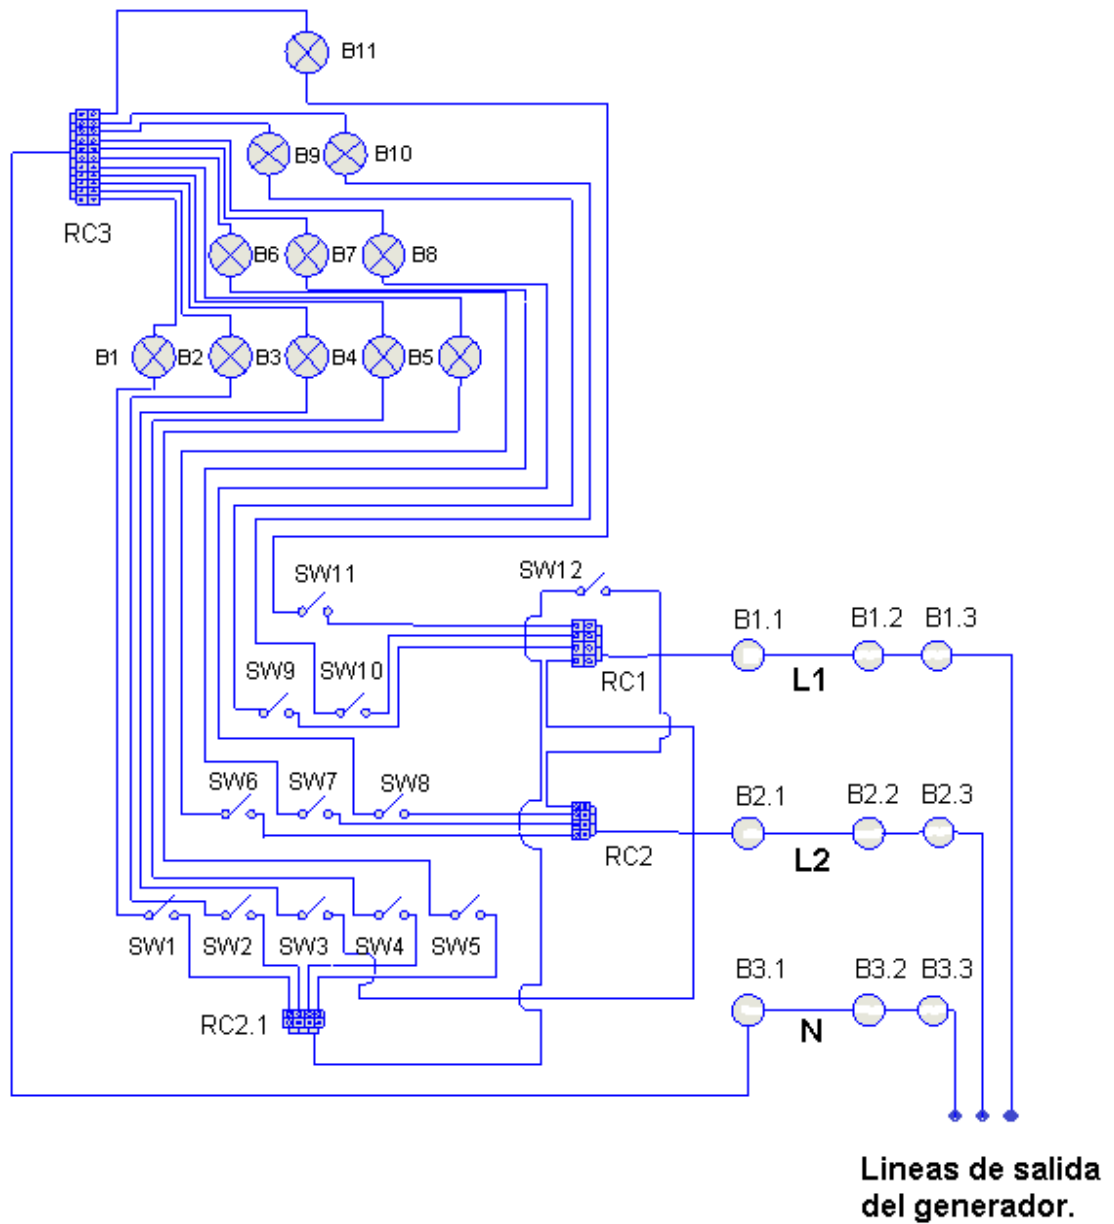 B11
B9
B10
RC3
B6
B7
B8
B1
B2
B3
B4
B5
SW11
SW12
B1.1
B1.2
B1.3
L1
RC1
SW9
SW10
SW6
SW7
SW8
B2.1
B2.2
B2.3
L2
RC2
SW1
SW2
SW3
SW4
SW5
B3.1
B3.2
B3.3
N
RC2.1
Lineas de salida
del generador.